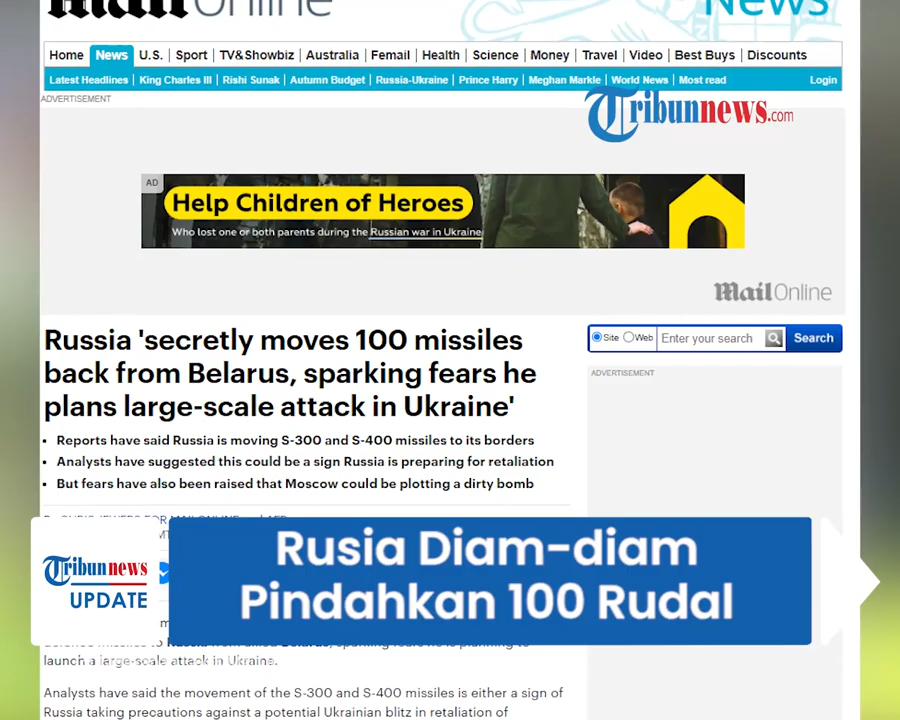 Mail Online
News
Home News U.S. Sport TV&Showbiz Australia Femail Health Science Money Travel Video Best Buys Discounts
Latest Headlines King Charles III Rishi Sunak Autumn Budget Russia-Ukraine Prince Harry Meghan Markle World News Most read Login
ADVERTISEMENT
Tribunnews.com
AD
Help Children of Heroes
Who lost one or both parents during the Russian war in Ukraine
Mail Online
Russia 'secretly moves 100 missiles
back from Belarus, sparking fears he
plans large-scale attack in Ukraine'
Site Web Enter your search Search
ADVERTISEMENT
• Reports have said Russia is moving S-300 and S-400 missiles to its borders
• Analysts have suggested this could be a sign Russia is preparing for retaliation
• But fears have also been raised that Moscow could be plotting a dirty bomb
Rusia Diam-diam
Pindahkan 100 Rudal
Tribunnews
UPDATE
launch a large-scale attack in Ukraine.
Analysts have said the movement of the S-300 and S-400 missiles is either a sign of
Russia taking precautions against a potential Ukrainian blitz in retaliation of